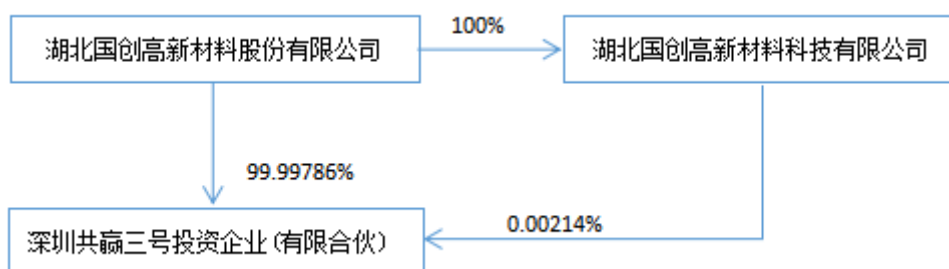 100%
湖北国创高新材料股份有限公司
湖北国创高新材料科技有限公司
99.99786%
0.00214%
深圳共赢三号投资企业(有限合伙)